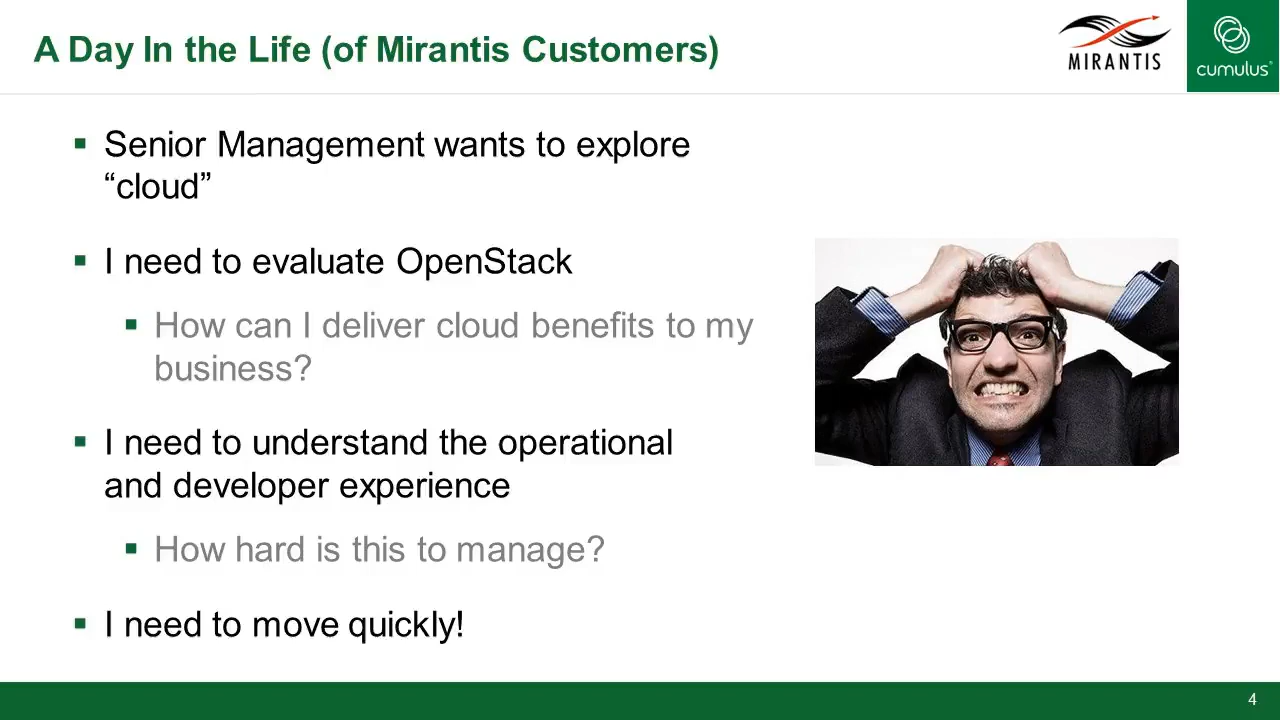 A Day In the Life (of Mirantis Customers)
MIRANTIS
cumulus®
▪ Senior Management wants to explore
“cloud”
▪ I need to evaluate OpenStack
▪ How can I deliver cloud benefits to my
business?
▪ I need to understand the operational
and developer experience
▪ How hard is this to manage?
▪ I need to move quickly!
4